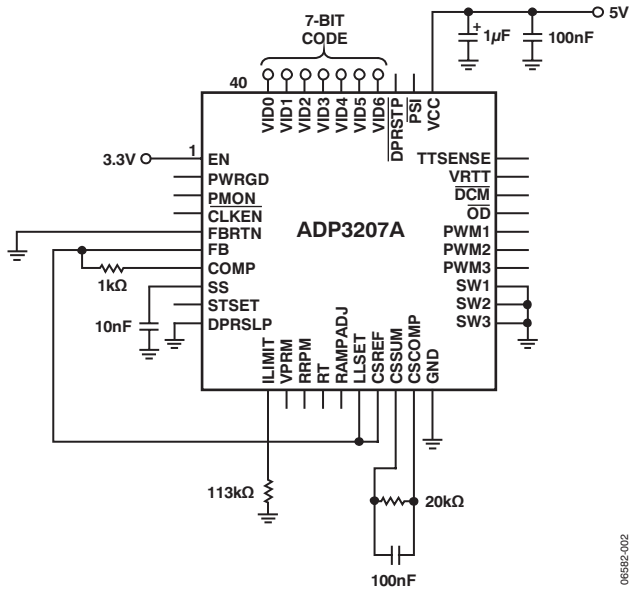 7-BIT
CODE
5V
1µF
100nF
40
VID0
VID1
VID2
VID3
VID4
VID5
VID6
DPRSTP
PSI
VCC
3.3V
1
EN
PWRGD
PMON
CLKEN
FBRTN
FB
COMP
SS
STSET
DPRSLP
1kΩ
10nF
ADP3207A
TTSENSE
VRTT
DCM
OD
PWM1
PWM2
PWM3
SW1
SW2
SW3
ILIMIT
VPRM
RRPM
RT
RAMPADJ
LLSET
CSREF
CSSUM
CSCOMP
GND
113kΩ
20kΩ
100nF
06582-002